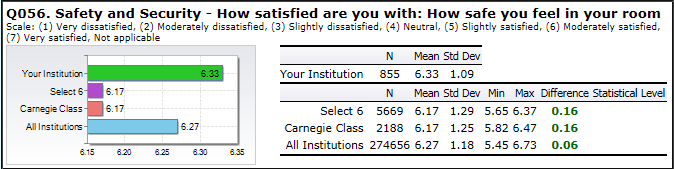 Q056. Safety and Security - How satisfied are you with: How safe you feel in your room
Scale: (1) Very dissatisfied, (2) Moderately dissatisfied, (3) Slightly dissatisfied, (4) Neutral, (5) Slightly satisfied, (6) Moderately satisfied,
(7) Very satisfied, Not applicable
Your Institution 6.33
Select 6 6.17
Carnegie Class 6.17
All Institutions 6.27
6.15 6.20 6.25 6.30 6.35
N Mean Std Dev
Your Institution 855 6.33 1.09
N Mean Std Dev Min Max Difference Statistical Level
Select 6 5669 6.17 1.29 5.65 6.37 0.16
Carnegie Class 2188 6.17 1.25 5.82 6.47 0.16
All Institutions 274656 6.27 1.18 5.45 6.73 0.06